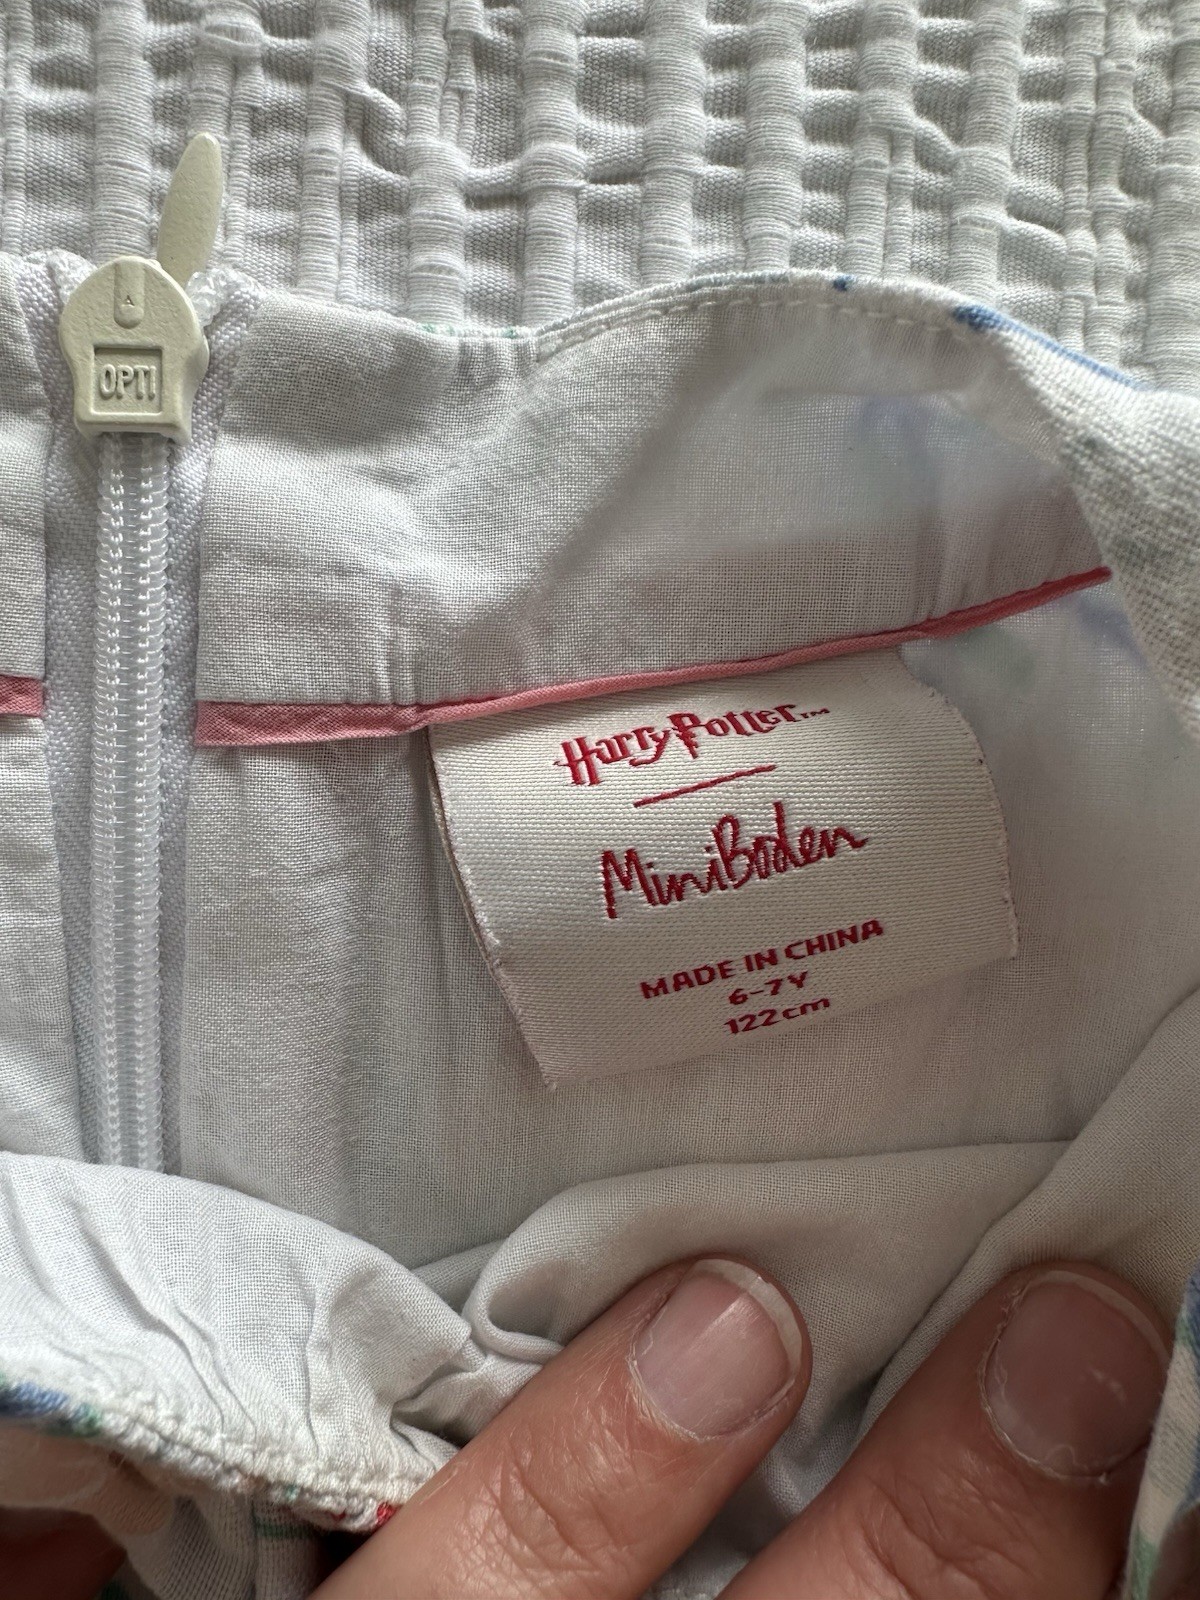 OPTI
Harry Potter™
MiniBoden
MADE IN CHINA
6-7Y
122cm